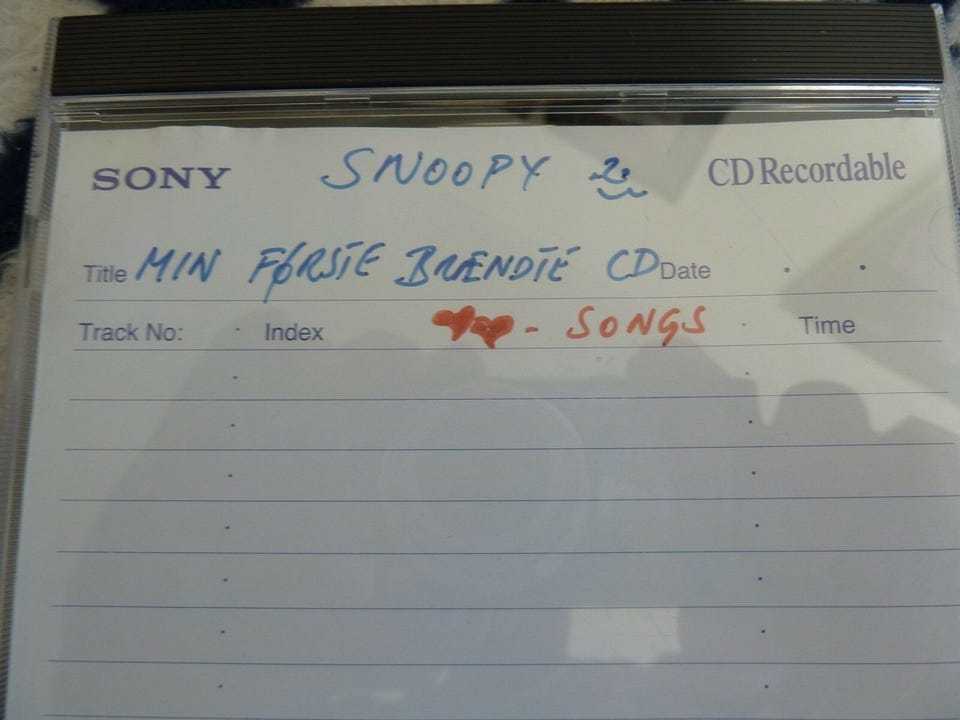 SONY SNOOPY CD Recordable
Title MIN FØRSTE BRÆNDTE CD Date
Track No: Index - SONGS Time